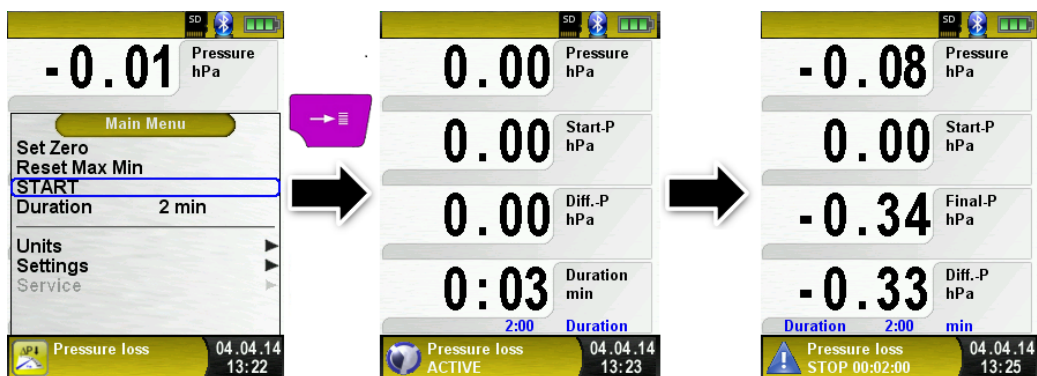 SD
-0.01 Pressure
hPa
Main Menu
Set Zero
Reset Max Min
START
Duration 2 min
Units
Settings
Service
ΔP↓
Pressure loss 04.04.14
13:22
SD
0.00 Pressure
hPa
0.00 Start-P
hPa
0.00 Diff.-P
hPa
0:03 Duration
min
2:00 Duration
Pressure loss 04.04.14
ACTIVE 13:23
SD
-0.08 Pressure
hPa
0.00 Start-P
hPa
-0.34 Final-P
hPa
-0.33 Diff.-P
hPa
Duration 2:00 min
Pressure loss 04.04.14
STOP 00:02:00 13:25